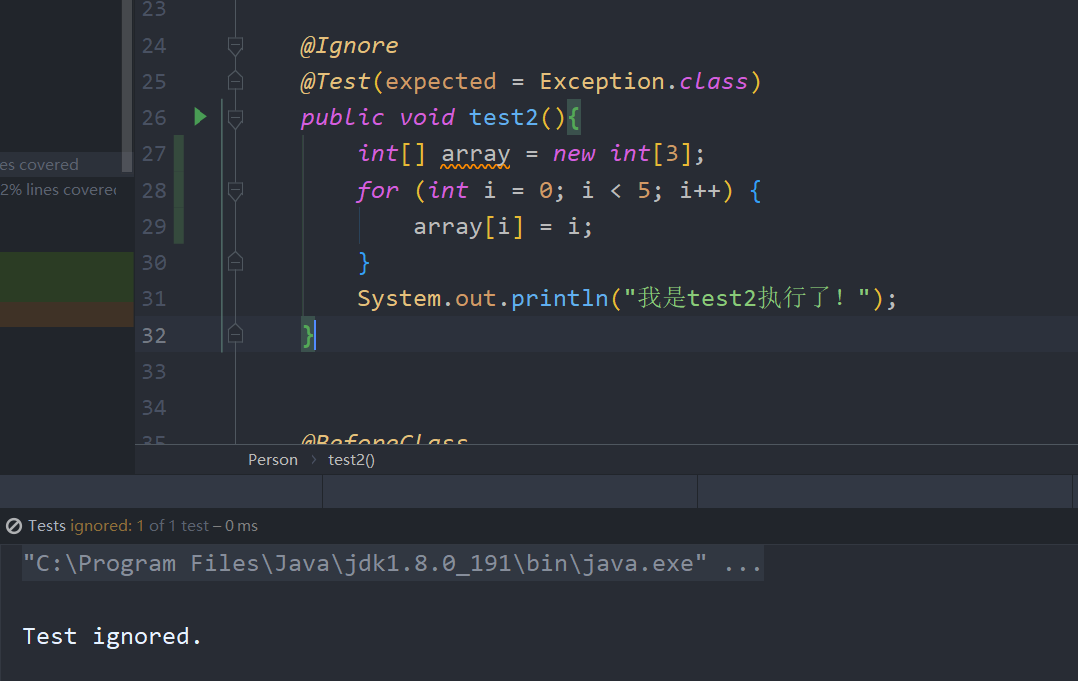 23
24 @Ignore
25 @Test(expected = Exception.class)
26 public void test2(){
27 int[] array = new int[3];
28 for (int i = 0; i < 5; i++) {
29 array[i] = i;
30 }
31 System.out.println("我是test2执行了！");
32 }
33
34
35 @BeforeClass
es covered
2% lines covere
Person › test2()
Tests ignored: 1 of 1 test – 0 ms
"C:\Program Files\Java\jdk1.8.0_191\bin\java.exe" ...
Test ignored.